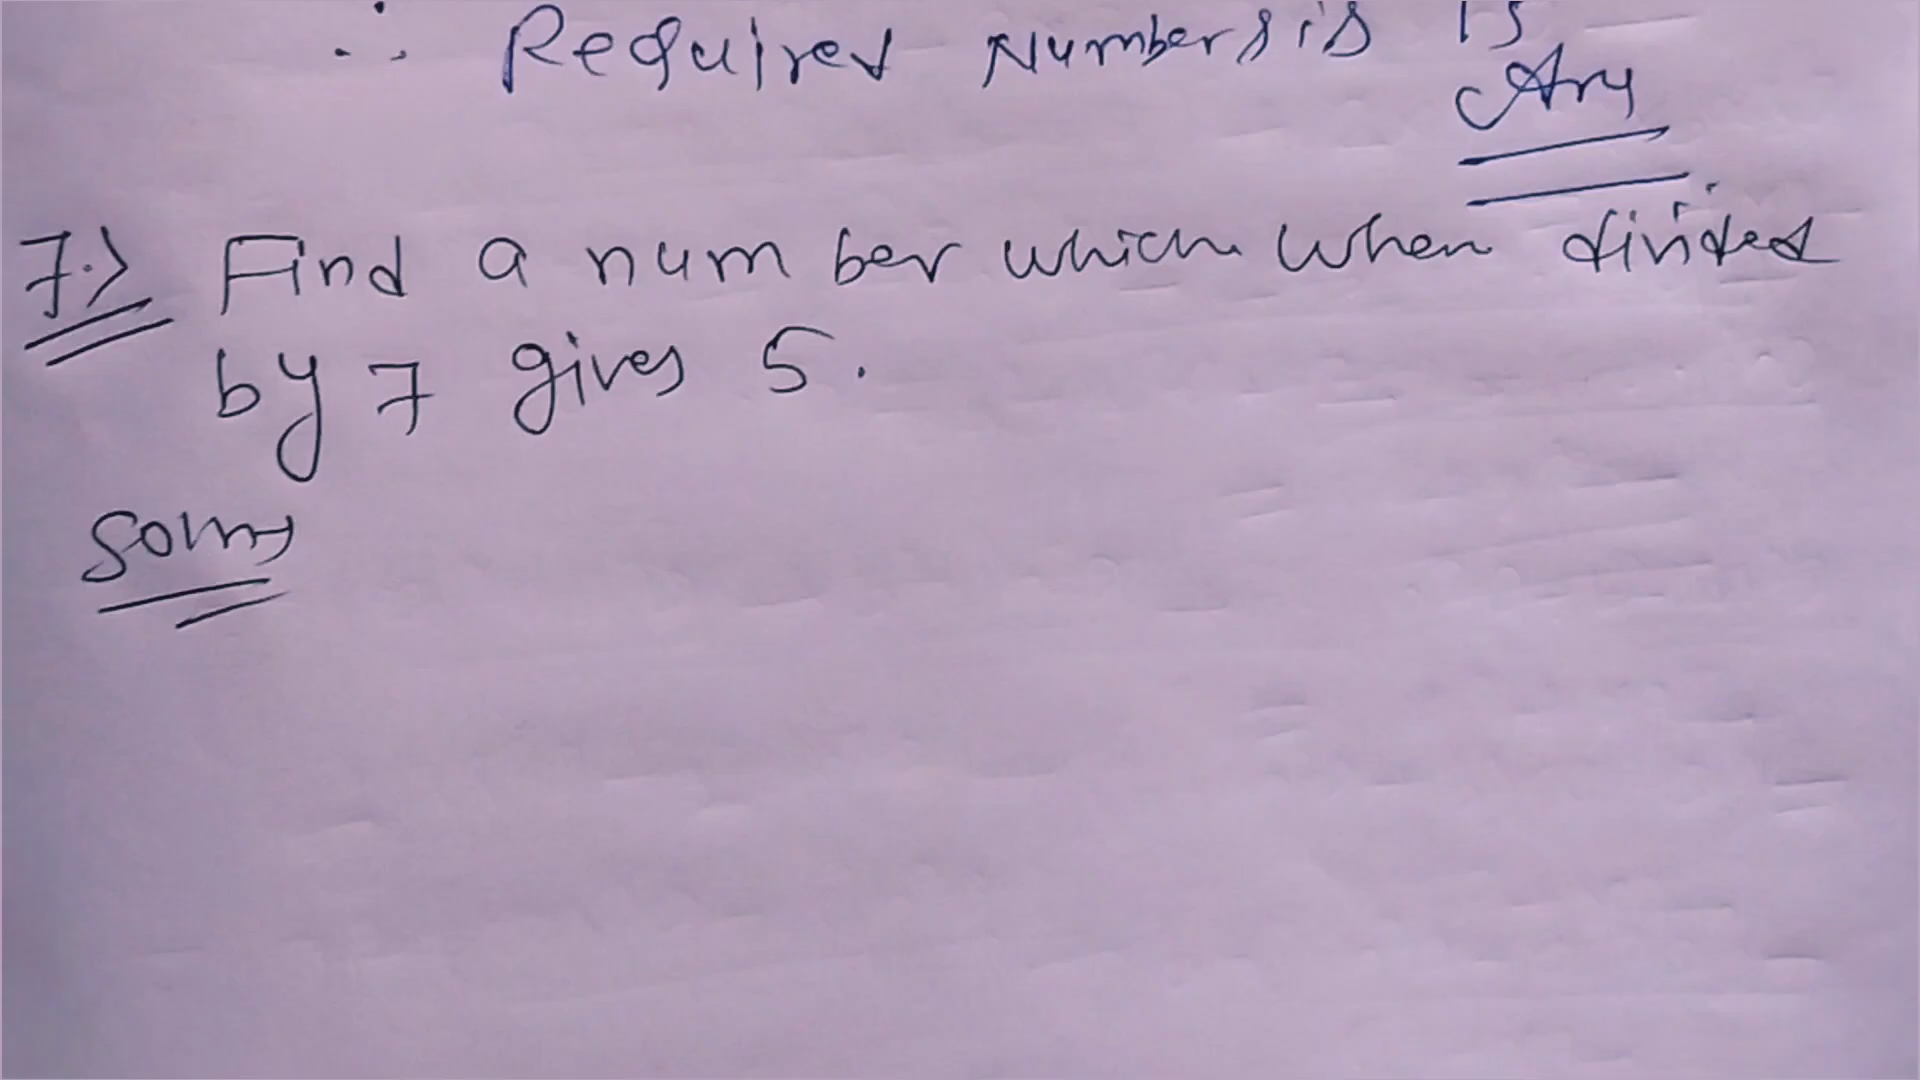 ∴ Required Numbers is 15
Ans
7.> Find a number which when divided
by 7 gives 5.
Soln